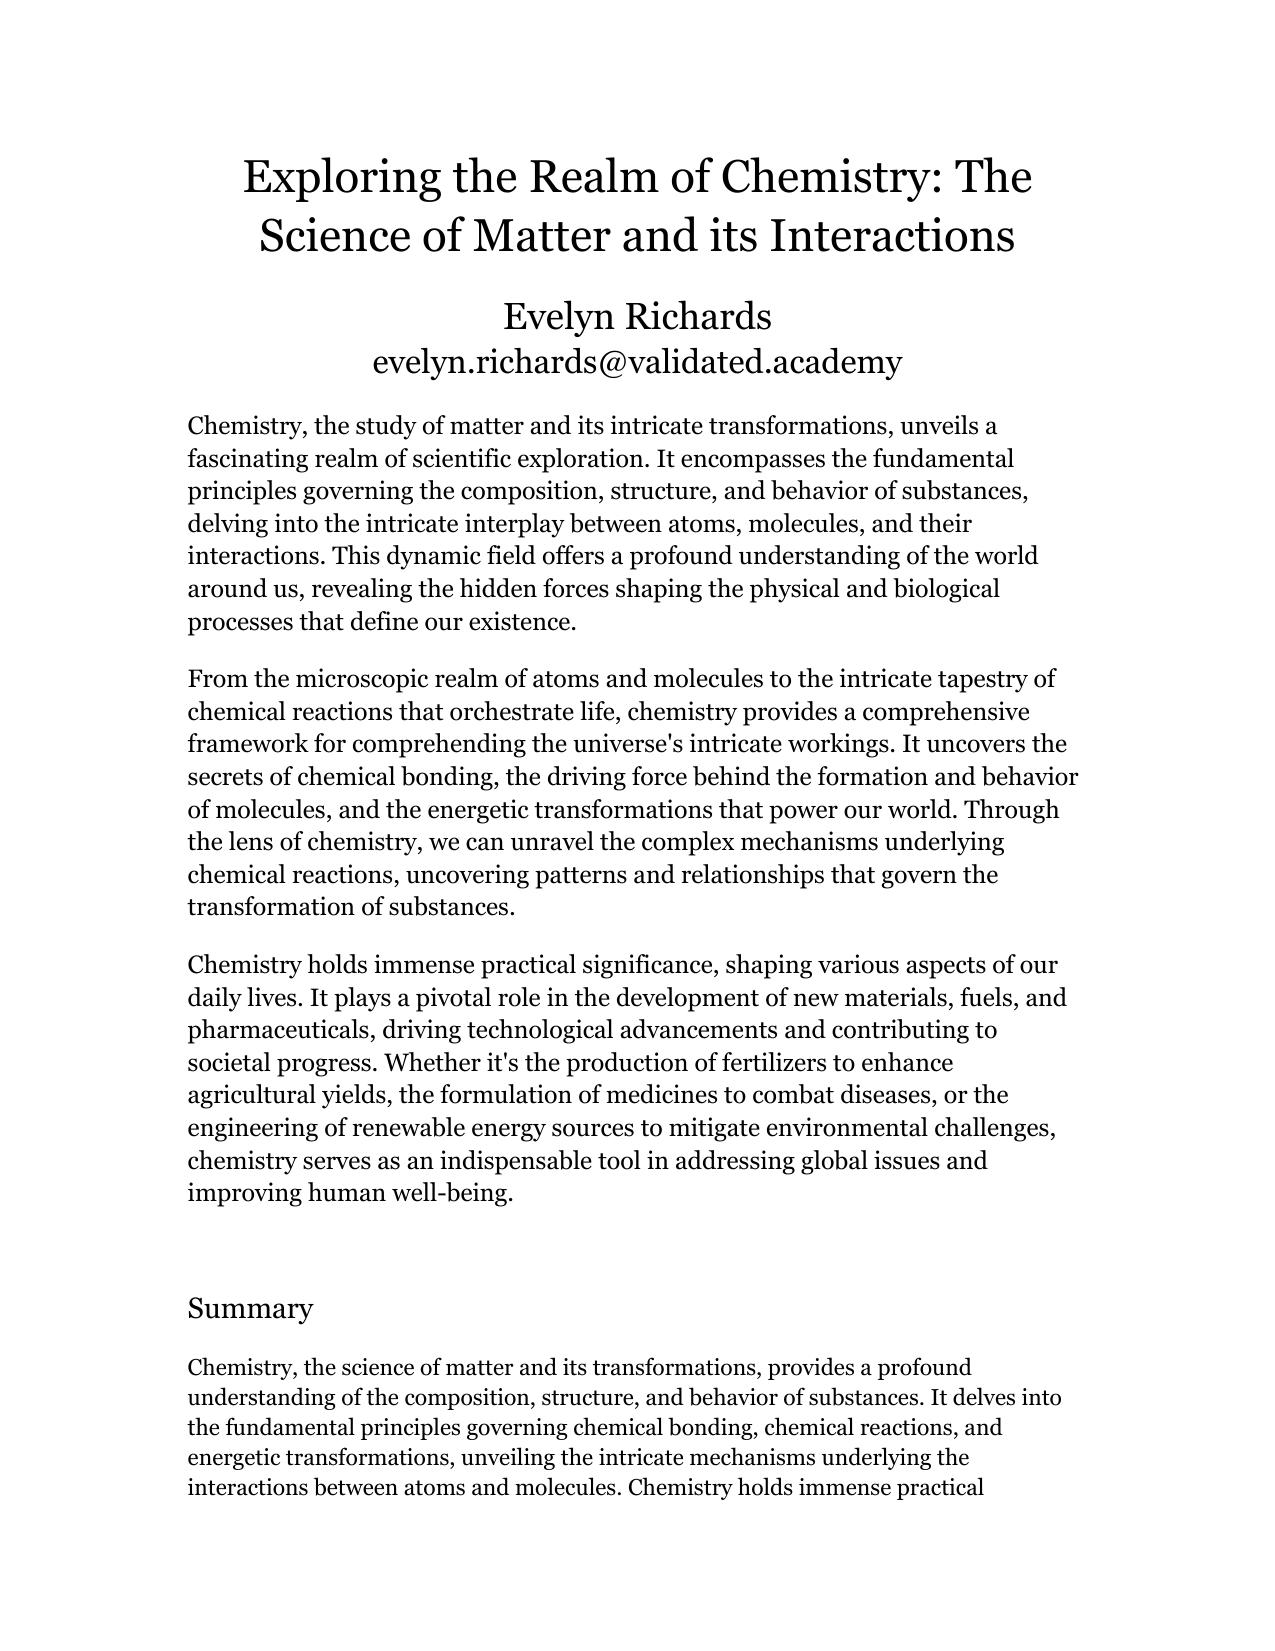 Exploring the Realm of Chemistry: The
Science of Matter and its Interactions
Evelyn Richards
evelyn.richards@validated.academy
Chemistry, the study of matter and its intricate transformations, unveils a
fascinating realm of scientific exploration. It encompasses the fundamental
principles governing the composition, structure, and behavior of substances,
delving into the intricate interplay between atoms, molecules, and their
interactions. This dynamic field offers a profound understanding of the world
around us, revealing the hidden forces shaping the physical and biological
processes that define our existence.
From the microscopic realm of atoms and molecules to the intricate tapestry of
chemical reactions that orchestrate life, chemistry provides a comprehensive
framework for comprehending the universe's intricate workings. It uncovers the
secrets of chemical bonding, the driving force behind the formation and behavior
of molecules, and the energetic transformations that power our world. Through
the lens of chemistry, we can unravel the complex mechanisms underlying
chemical reactions, uncovering patterns and relationships that govern the
transformation of substances.
Chemistry holds immense practical significance, shaping various aspects of our
daily lives. It plays a pivotal role in the development of new materials, fuels, and
pharmaceuticals, driving technological advancements and contributing to
societal progress. Whether it's the production of fertilizers to enhance
agricultural yields, the formulation of medicines to combat diseases, or the
engineering of renewable energy sources to mitigate environmental challenges,
chemistry serves as an indispensable tool in addressing global issues and
improving human well-being.
Summary
Chemistry, the science of matter and its transformations, provides a profound
understanding of the composition, structure, and behavior of substances. It delves into
the fundamental principles governing chemical bonding, chemical reactions, and
energetic transformations, unveiling the intricate mechanisms underlying the
interactions between atoms and molecules. Chemistry holds immense practical